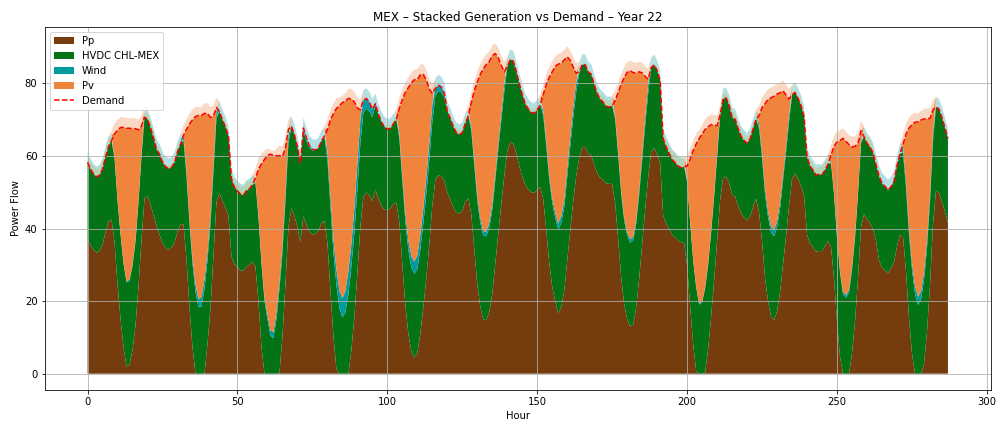 MEX – Stacked Generation vs Demand – Year 22
Pp
HVDC CHL-MEX
Wind
Pv
Demand
Power Flow
80
60
40
20
0
0 50 100 150 200 250 300
Hour